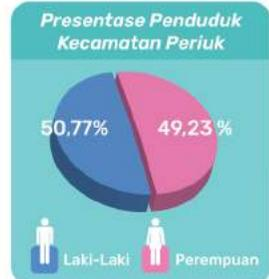 Presentase Penduduk
Kecamatan Periuk
50,77%
49,23 %
Laki-Laki
Perempuan